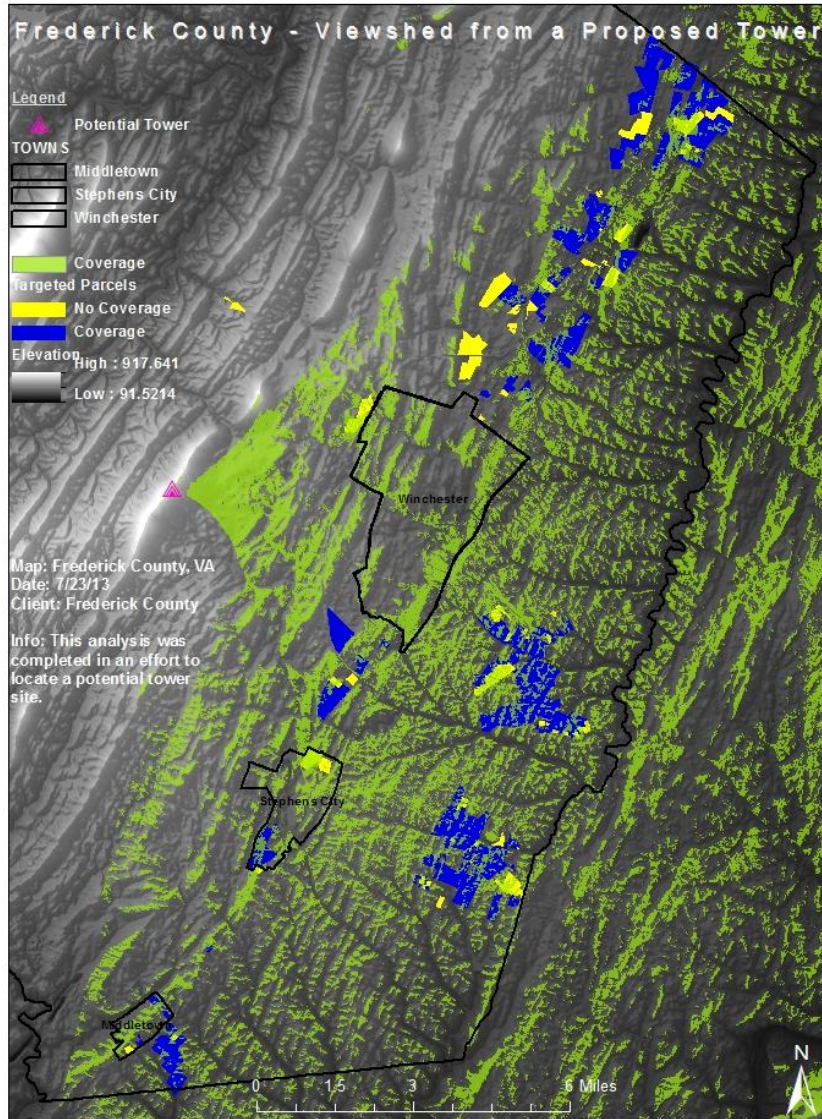 Frederick County - Viewshed from a Proposed Tower
Legend
Potential Tower
TOWNS
Middletown
Stephens City
Winchester
Coverage
Targeted Parcels
No Coverage
Coverage
Elevation
High : 917.641
Low : 91.5214
Winchester
Map: Frederick County, VA
Date: 7/23/13
Client: Frederick County
Info: This analysis was
completed in an effort to
locate a potential tower
site.
Stephens City
Middletown
N
0 1.5 3 6 Miles